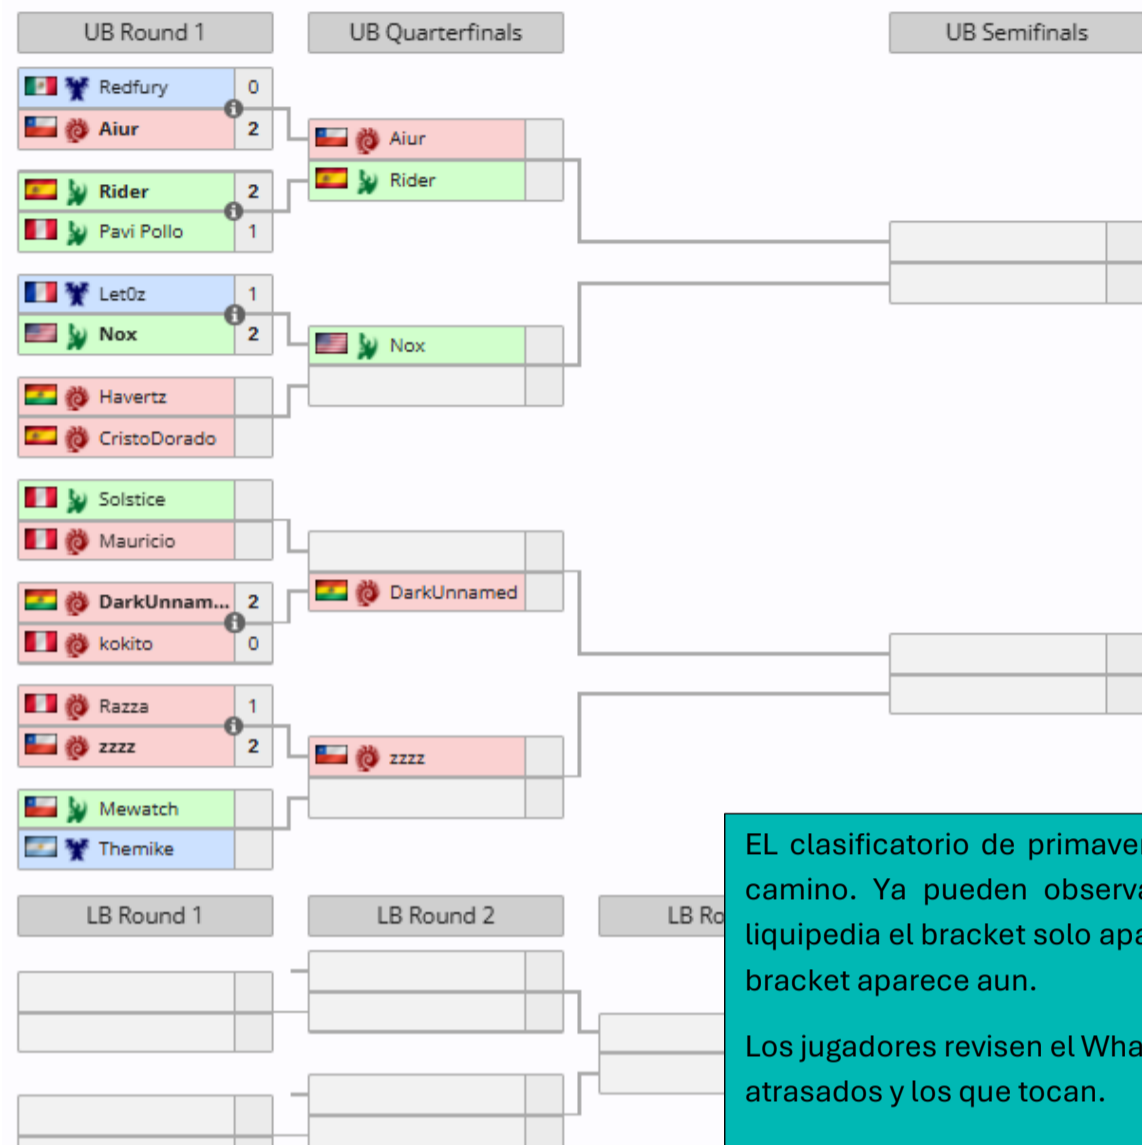 UB Round 1
UB Quarterfinals
UB Semifinals
Redfury 0
Aiur 2
Rider 2
Pavi Pollo 1
Let0z 1
Nox 2
Havertz
CristoDorado
Solstice
Mauricio
DarkUnnam... 2
kokito 0
Razza 1
zzzz 2
Mewatch
Themike
Aiur
Rider
Nox
DarkUnnamed
zzzz
LB Round 1
LB Round 2
LB Ro
EL clasificatorio de primaver
camino. Ya pueden observa
liquipedia el bracket solo apa
bracket aparece aun.
Los jugadores revisen el Wha
atrasados y los que tocan.